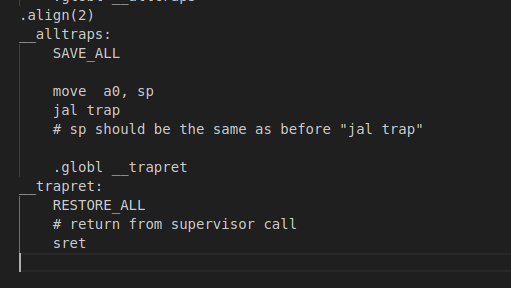 .align(2)
__alltraps:
    SAVE_ALL
    move  a0, sp
    jal trap
    # sp should be the same as before "jal trap"
    .globl __trapret
__trapret:
    RESTORE_ALL
    # return from supervisor call
    sret